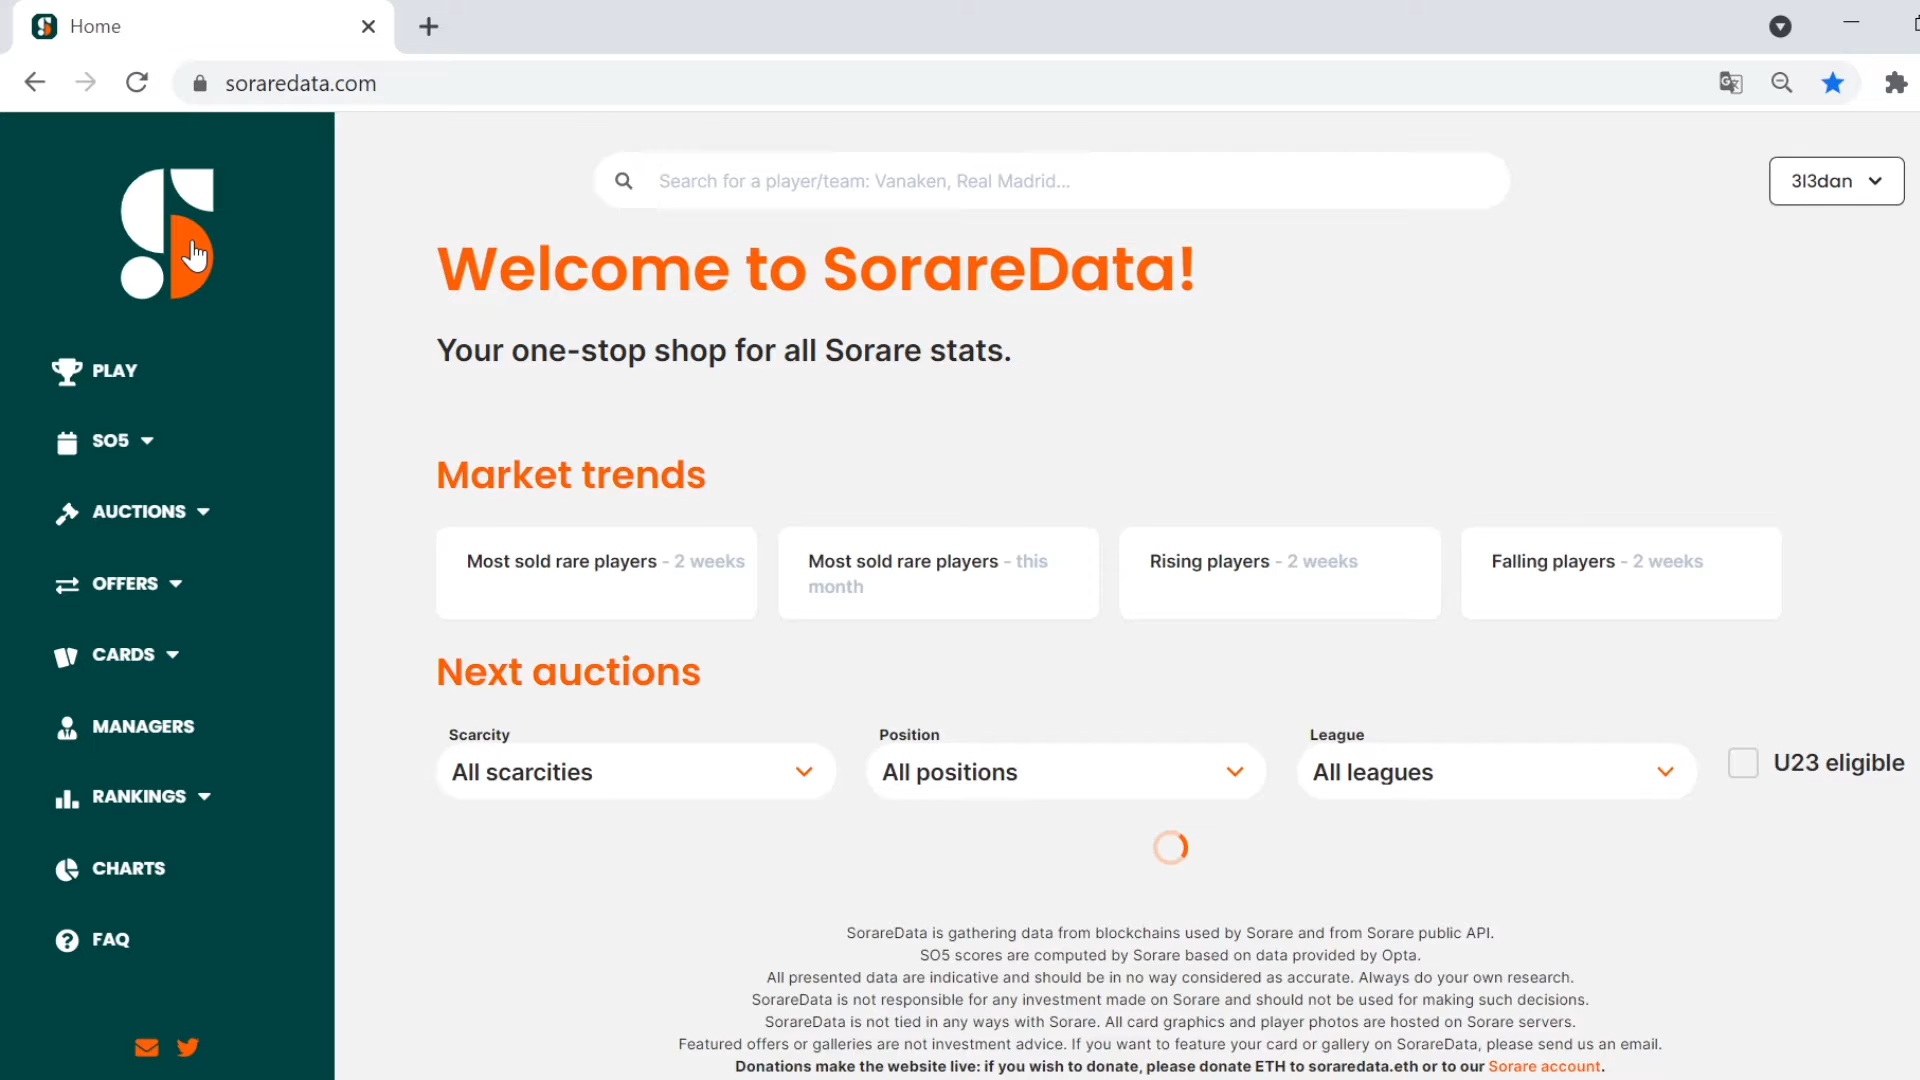 Home
soraredata.com
Search for a player/team: Vanaken, Real Madrid...
3l3dan
Welcome to SorareData!
Your one-stop shop for all Sorare stats.
PLAY
SO5
AUCTIONS
OFFERS
CARDS
MANAGERS
RANKINGS
CHARTS
FAQ
Market trends
Most sold rare players - 2 weeks
Most sold rare players - this
month
Rising players - 2 weeks
Falling players - 2 weeks
Next auctions
Scarcity
All scarcities
Position
All positions
League
All leagues
U23 eligible
SorareData is gathering data from blockchains used by Sorare and from Sorare public API.
SO5 scores are computed by Sorare based on data provided by Opta.
All presented data are indicative and should be in no way considered as accurate. Always do your own research.
SorareData is not responsible for any investment made on Sorare and should not be used for making such decisions.
SorareData is not tied in any ways with Sorare. All card graphics and player photos are hosted on Sorare servers.
Featured offers or galleries are not investment advice. If you want to feature your card or gallery on SorareData, please send us an email.
Donations make the website live: if you wish to donate, please donate ETH to soraredata.eth or to our Sorare account.